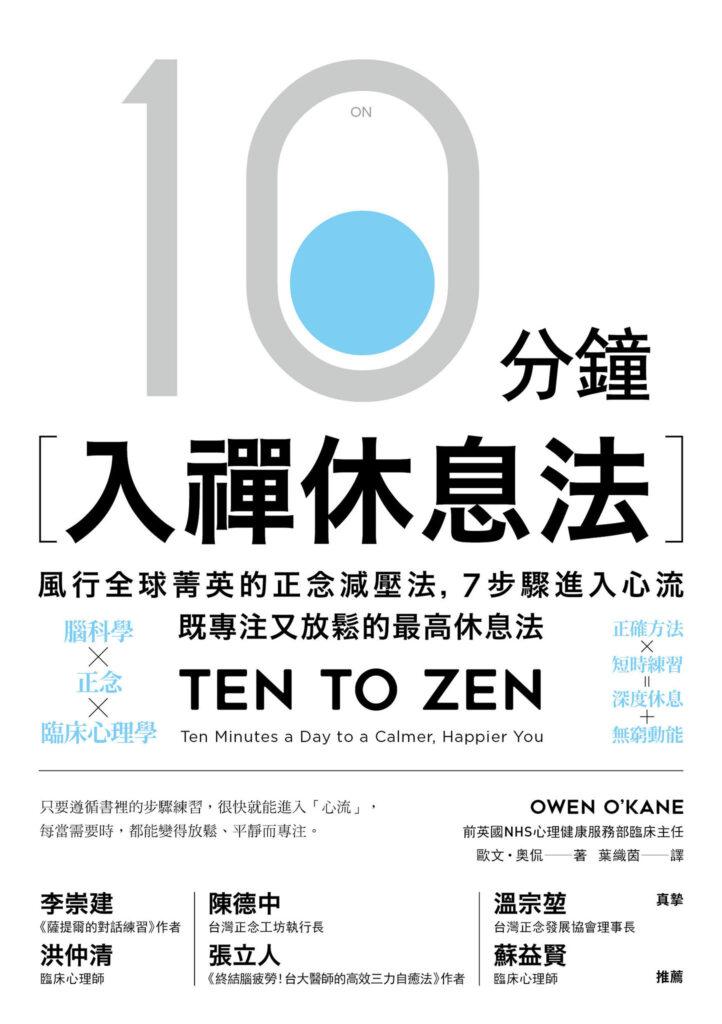 10
ON
分鐘
[入禪休息法]
風行全球菁英的正念減壓法, 7步驟進入心流
既專注又放鬆的最高休息法
腦科學
×
正念
×
臨床心理學
TEN TO ZEN
Ten Minutes a Day to a Calmer, Happier You
正確方法
×
短時練習
=
深度休息
+
無窮動能
只要遵循書裡的步驟練習，很快就能進入「心流」，
每當需要時，都能變得放鬆、平靜而專注。
OWEN O'KANE
前英國NHS心理健康服務部臨床主任
歐文・奧侃——著 葉織茵——譯
李崇建
《薩提爾的對話練習》作者
洪仲清
臨床心理師
陳德中
台灣正念工坊執行長
張立人
《終結腦疲勞！台大醫師的高效三力自癒法》作者
溫宗堃
台灣正念發展協會理事長
蘇益賢
臨床心理師
真摯
推薦